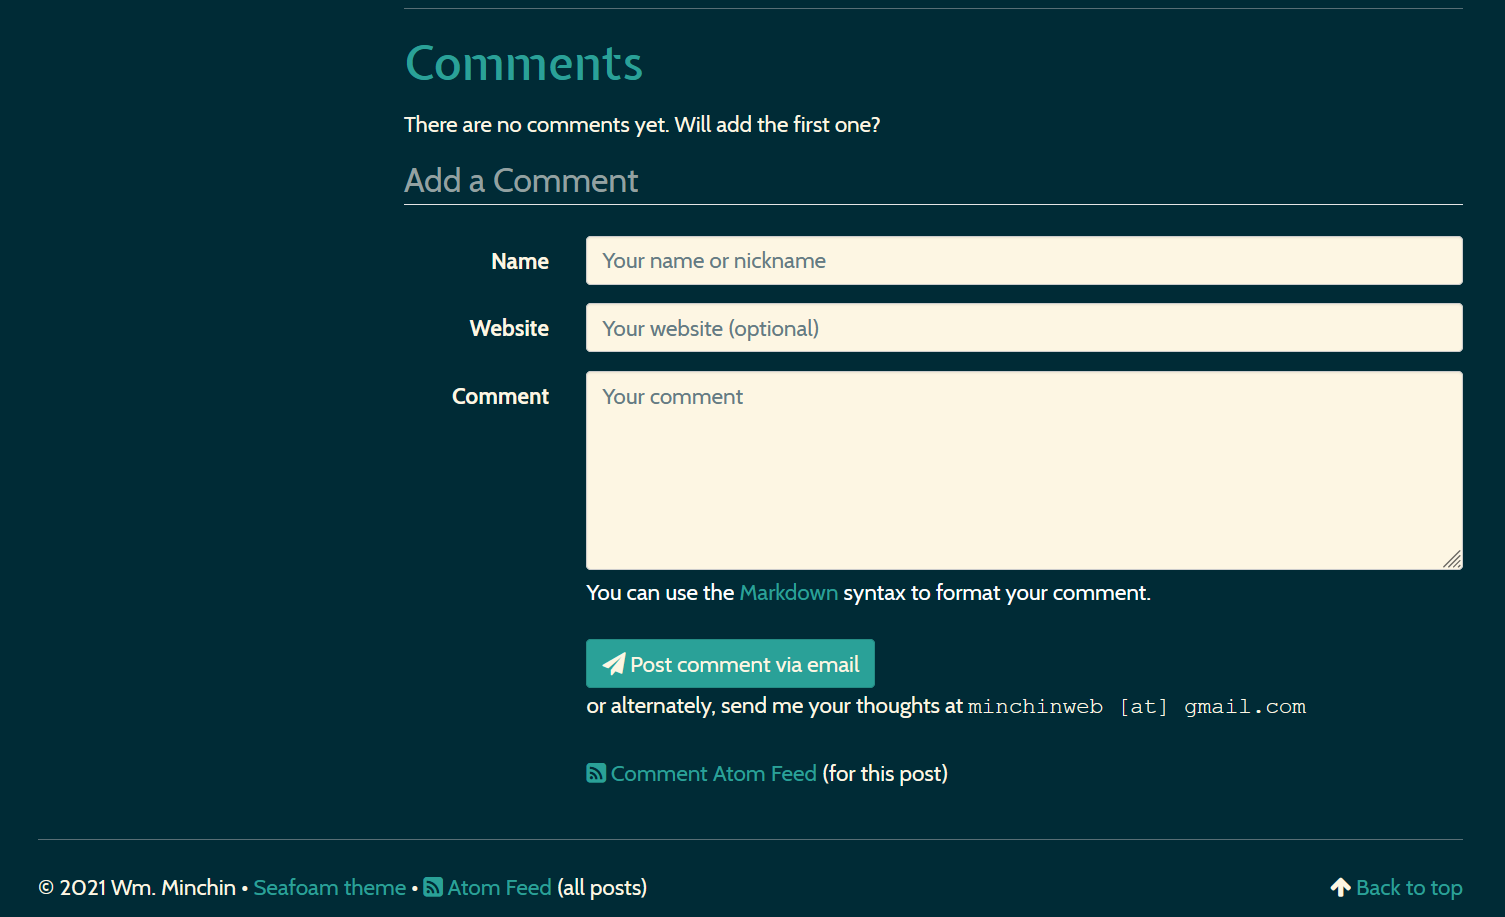 Comments
There are no comments yet. Will add the first one?
Add a Comment
Name
Your name or nickname
Website
Your website (optional)
Comment
Your comment
You can use the Markdown syntax to format your comment.
Post comment via email
or alternately, send me your thoughts at minchinweb [at] gmail.com
Comment Atom Feed (for this post)
© 2021 Wm. Minchin • Seafoam theme • Atom Feed (all posts)
Back to top